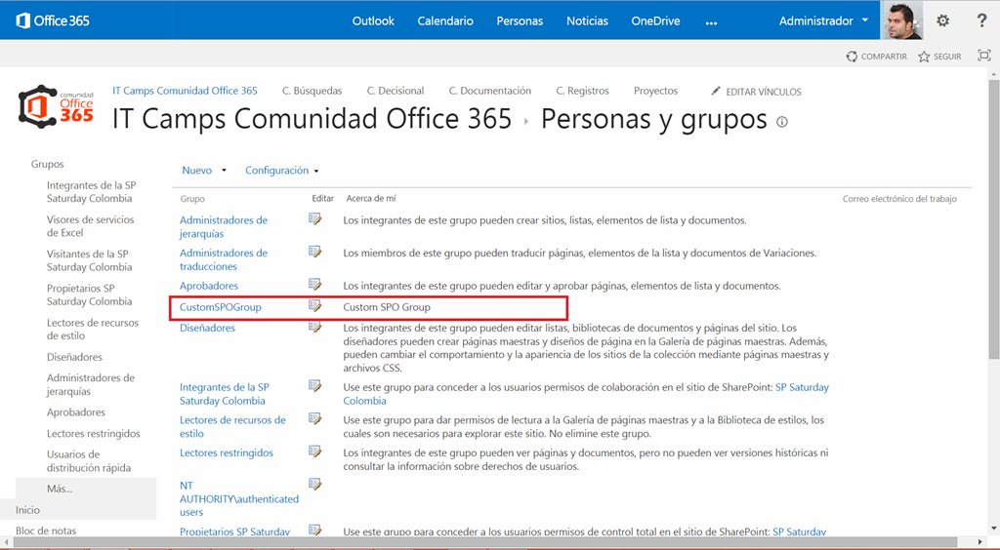 Office 365
Outlook Calendario Personas Noticias OneDrive ... Administrador ?
COMPARTIR SEGUIR
comunidad
Office
365
IT Camps Comunidad Office 365 C. Búsquedas C. Decisional C. Documentación C. Registros Proyectos EDITAR VÍNCULOS
IT Camps Comunidad Office 365 Personas y grupos
Grupos
Integrantes de la SP
Saturday Colombia
Visores de servicios
de Excel
Visitantes de la SP
Saturday Colombia
Propietarios SP
Saturday Colombia
Lectores de recursos
de estilo
Diseñadores
Administradores de
jerarquías
Aprobadores
Lectores restringidos
Usuarios de
distribución rápida
Más...
Inicio
Bloc de notas
Nuevo Configuración
Grupo Editar Acerca de mí Correo electrónico del trabajo
Administradores de
jerarquías
Los integrantes de este grupo pueden crear sitios, listas, elementos de lista y documentos.
Administradores de
traducciones
Los miembros de este grupo pueden traducir páginas, elementos de la lista y documentos de Variaciones.
Aprobadores
Los integrantes de este grupo pueden editar y aprobar páginas, elementos de lista y documentos.
CustomSPOGroup
Custom SPO Group
Diseñadores
Los integrantes de este grupo pueden editar listas, bibliotecas de documentos y páginas del sitio. Los
diseñadores pueden crear páginas maestras y diseños de página en la Galería de páginas maestras. Además,
pueden cambiar el comportamiento y la apariencia de los sitios de la colección mediante páginas maestras y
archivos CSS.
Integrantes de la SP
Saturday Colombia
Use este grupo para conceder a los usuarios permisos de colaboración en el sitio de SharePoint: SP Saturday
Colombia
Lectores de recursos de
estilo
Use este grupo para dar permisos de lectura a la Galería de páginas maestras y a la Biblioteca de estilos, los
cuales son necesarios para explorar este sitio. No elimine este grupo.
Lectores restringidos
Los integrantes de este grupo pueden ver páginas y documentos, pero no pueden ver versiones históricas ni
consultar la información sobre derechos de usuarios.
NT
AUTHORITY\authenticated
users
Propietarios SP Saturday
Use este grupo para conceder a los usuarios permisos de control total en el sitio de SharePoint: SP Saturday